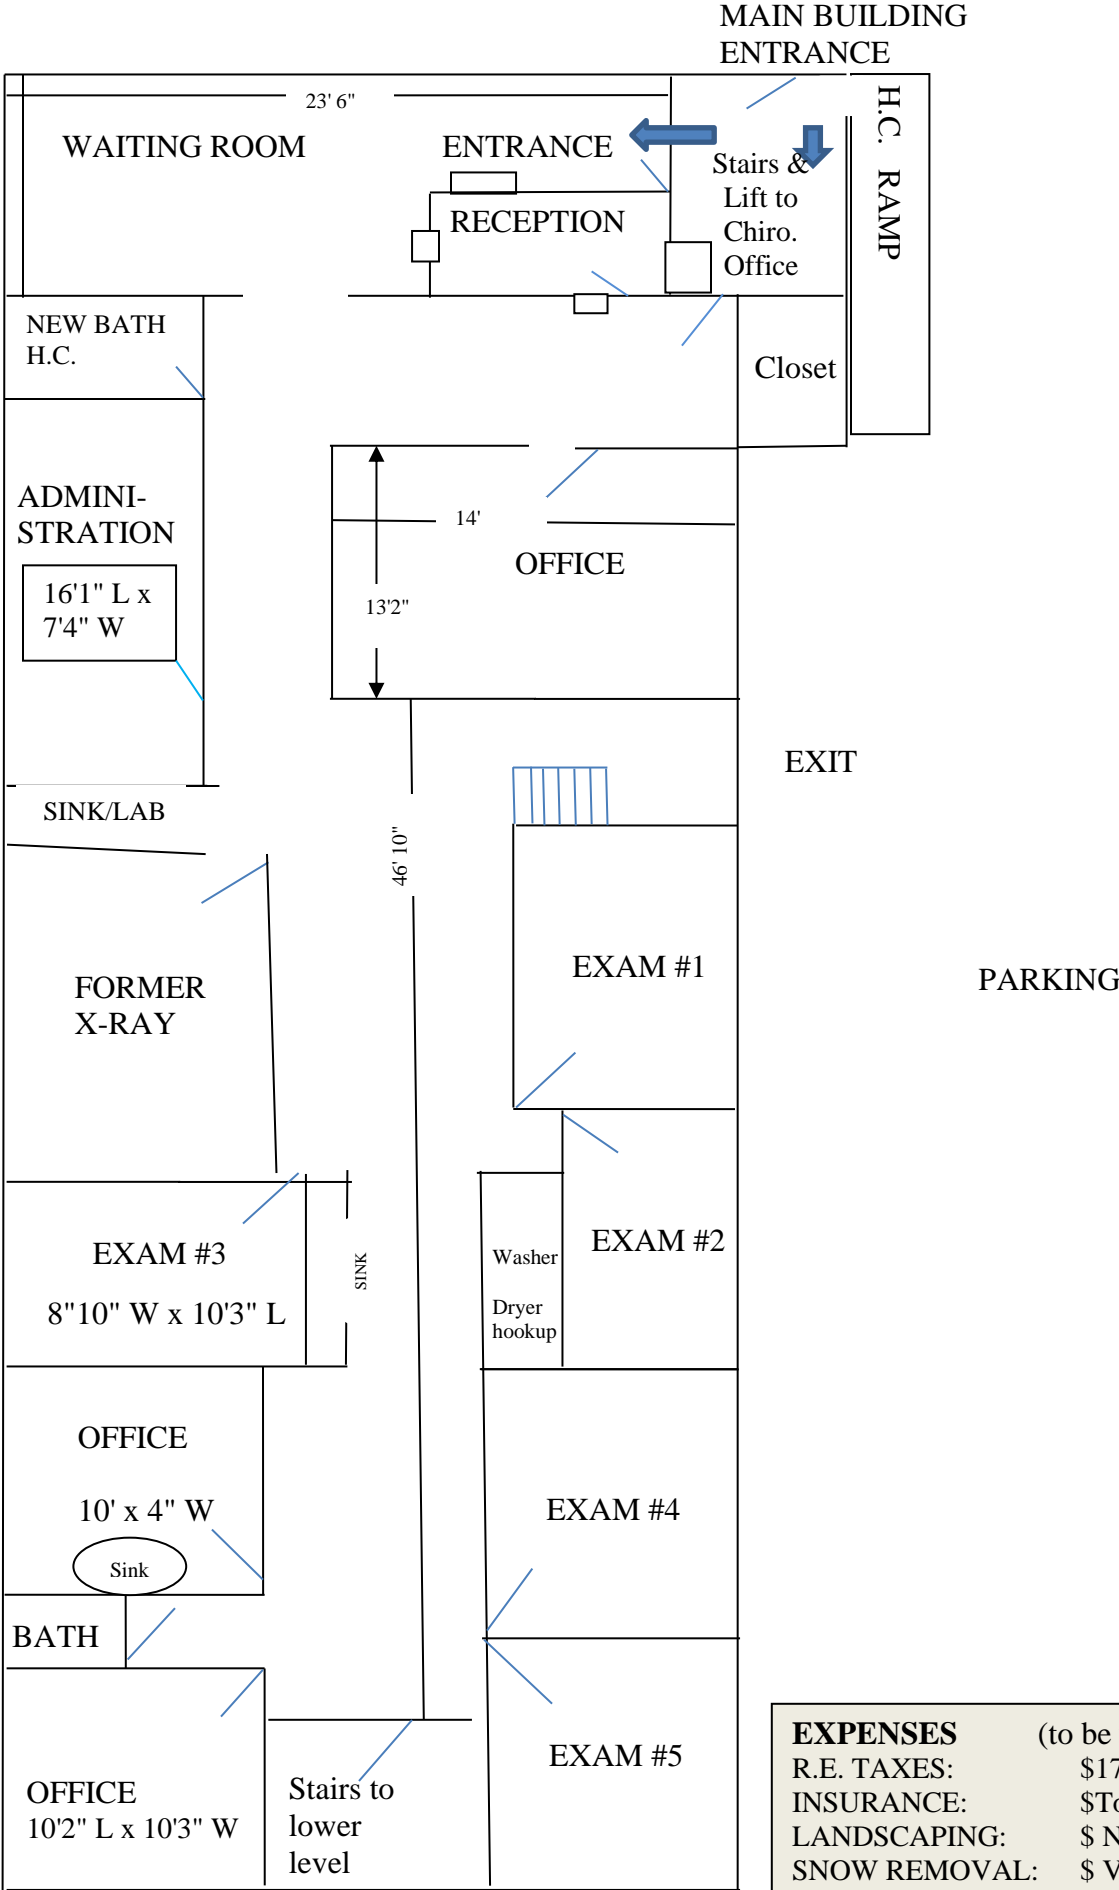 MAIN BUILDING
ENTRANCE
23' 6"
WAITING ROOM
ENTRANCE
H.C. RAMP
Stairs &
Lift to
Chiro.
Office
RECEPTION
NEW BATH
H.C.
Closet
ADMINI-
STRATION
16'1" L x
7'4" W
14'
OFFICE
13'2"
EXIT
SINK/LAB
46' 10"
EXAM #1
PARKING
FORMER
X-RAY
EXAM #3
8"10" W x 10'3" L
SINK
Washer
Dryer
hookup
EXAM #2
OFFICE
10' x 4" W
Sink
EXAM #4
BATH
OFFICE
10'2" L x 10'3" W
Stairs to
lower
level
EXAM #5
EXPENSES (to be
R.E. TAXES: $17
INSURANCE:
LANDSCAPING: $ N
SNOW REMOVAL: $ V